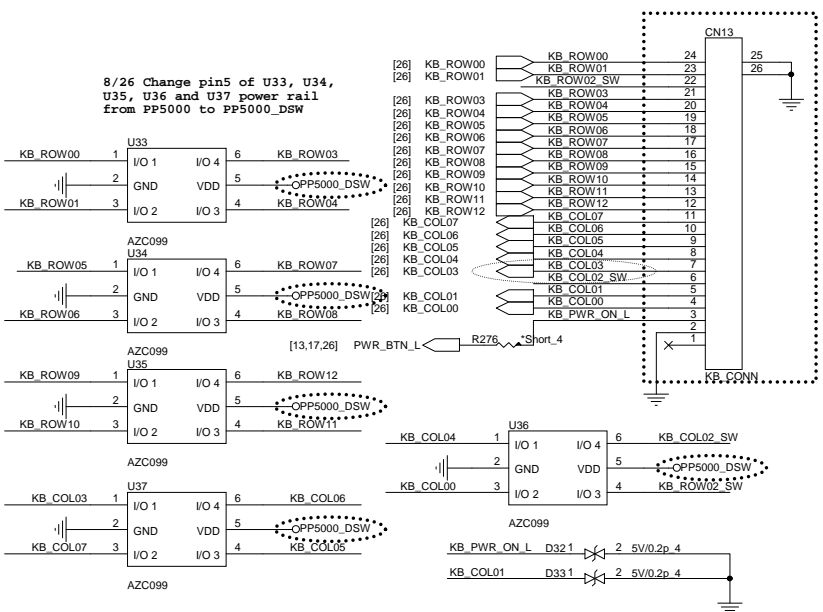 8/26 Change pin5 of U33, U34,
U35, U36 and U37 power rail
from PP5000 to PP5000_DSW
U33
KB_ROW00 1 I/O 1 I/O 4 6 KB_ROW03
2 GND VDD 5 PP5000_DSW
KB_ROW01 3 I/O 2 I/O 3 4 KB_ROW04
AZC099
U34
KB_ROW05 1 I/O 1 I/O 4 6 KB_ROW07
2 GND VDD 5 PP5000_DSW
KB_ROW06 3 I/O 2 I/O 3 4 KB_ROW08
AZC099
U35
KB_ROW09 1 I/O 1 I/O 4 6 KB_ROW12
2 GND VDD 5 PP5000_DSW
KB_ROW10 3 I/O 2 I/O 3 4 KB_ROW11
AZC099
U37
KB_COL03 1 I/O 1 I/O 4 6 KB_COL06
2 GND VDD 5 PP5000_DSW
KB_COL07 3 I/O 2 I/O 3 4 KB_COL05
AZC099
CN13
[26] KB_ROW00 KB_ROW00 24 25
[26] KB_ROW01 KB_ROW01 23 26
KB_ROW02_SW 22
[26] KB_ROW03 KB_ROW03 21
[26] KB_ROW04 KB_ROW04 20
[26] KB_ROW05 KB_ROW05 19
[26] KB_ROW06 KB_ROW06 18
[26] KB_ROW07 KB_ROW07 17
[26] KB_ROW08 KB_ROW08 16
[26] KB_ROW09 KB_ROW09 15
[26] KB_ROW10 KB_ROW10 14
[26] KB_ROW11 KB_ROW11 13
[26] KB_ROW12 KB_ROW12 12
[26] KB_COL07 KB_COL07 11
[26] KB_COL06 KB_COL06 10
[26] KB_COL05 KB_COL05 9
[26] KB_COL04 KB_COL04 8
[26] KB_COL03 KB_COL03 7
KB_COL02_SW 6
[26] KB_COL01 KB_COL01 5
[26] KB_COL00 KB_COL00 4
KB_PWR_ON_L 3
2
1
[13,17,26] PWR_BTN_L R276 *Short_4
KB_CONN
U36
KB_COL04 1 I/O 1 I/O 4 6 KB_COL02_SW
2 GND VDD 5 PP5000_DSW
KB_COL00 3 I/O 2 I/O 3 4 KB_ROW02_SW
AZC099
KB_PWR_ON_L D32 1 2 5V/0.2p_4
KB_COL01 D33 1 2 5V/0.2p_4